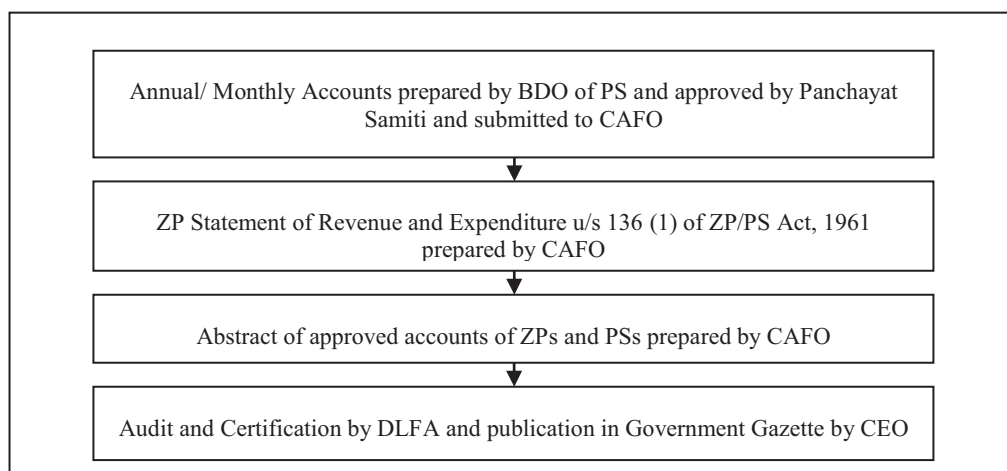 Annual/ Monthly Accounts prepared by BDO of PS and approved by Panchayat
Samiti and submitted to CAFO
ZP Statement of Revenue and Expenditure u/s 136 (1) of ZP/PS Act, 1961
prepared by CAFO
Abstract of approved accounts of ZPs and PSs prepared by CAFO
Audit and Certification by DLFA and publication in Government Gazette by CEO